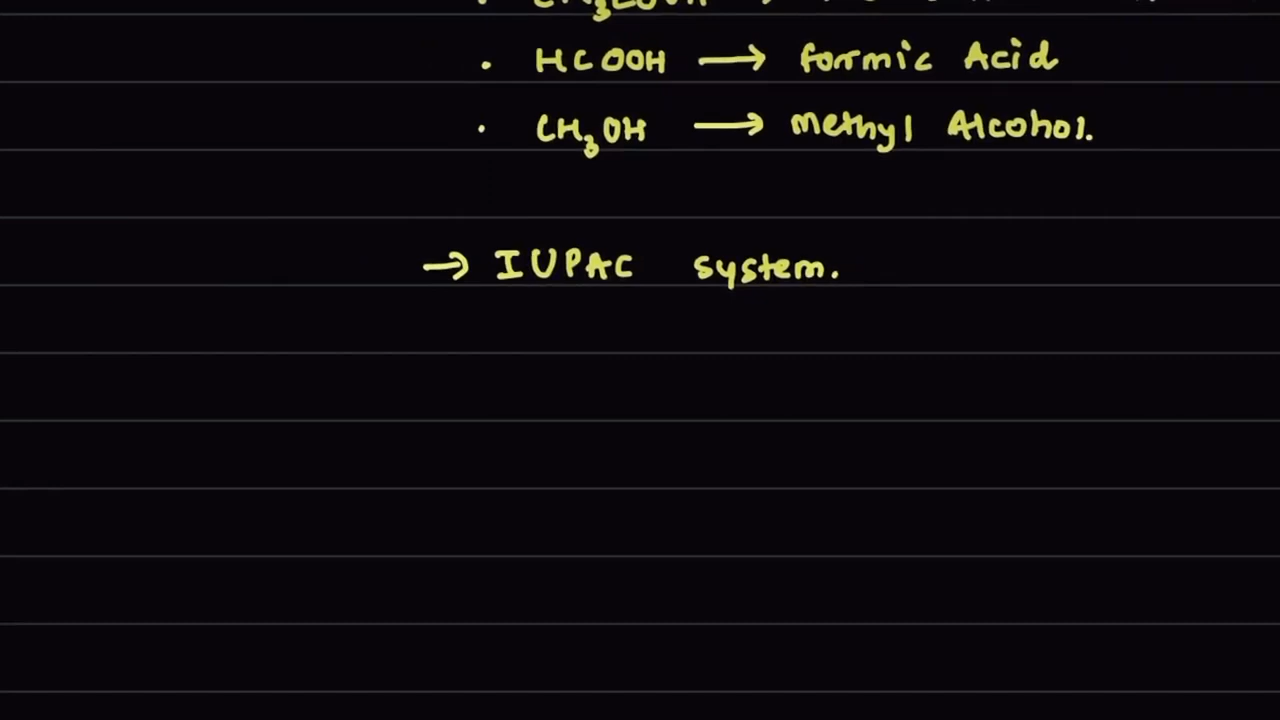 • HCOOH → formic Acid
• CH₃OH → Methyl Alcohol.
→ IUPAC system.